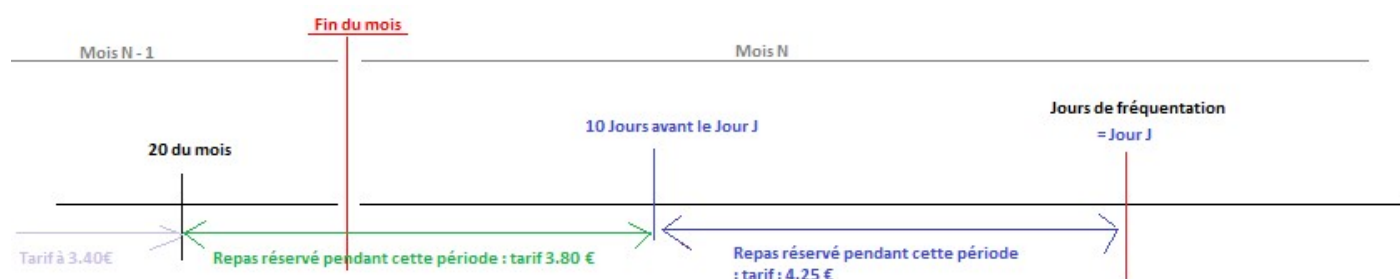 Fin du mois
Mois N - 1
Mois N
Jours de fréquentation
= Jour J
10 Jours avant le Jour J
20 du mois
Tarif à 3.40€
Repas réservé pendant cette période : tarif 3.80 €
Repas réservé pendant cette période
: tarif : 4.25 €